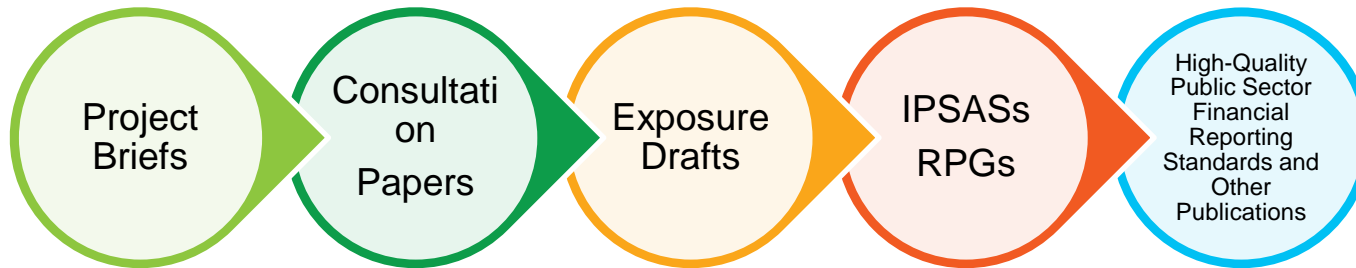 Project
Briefs
Consultati
on
Papers
Exposure
Drafts
IPSASs
RPGs
High-Quality
Public Sector
Financial
Reporting
Standards and
Other
Publications